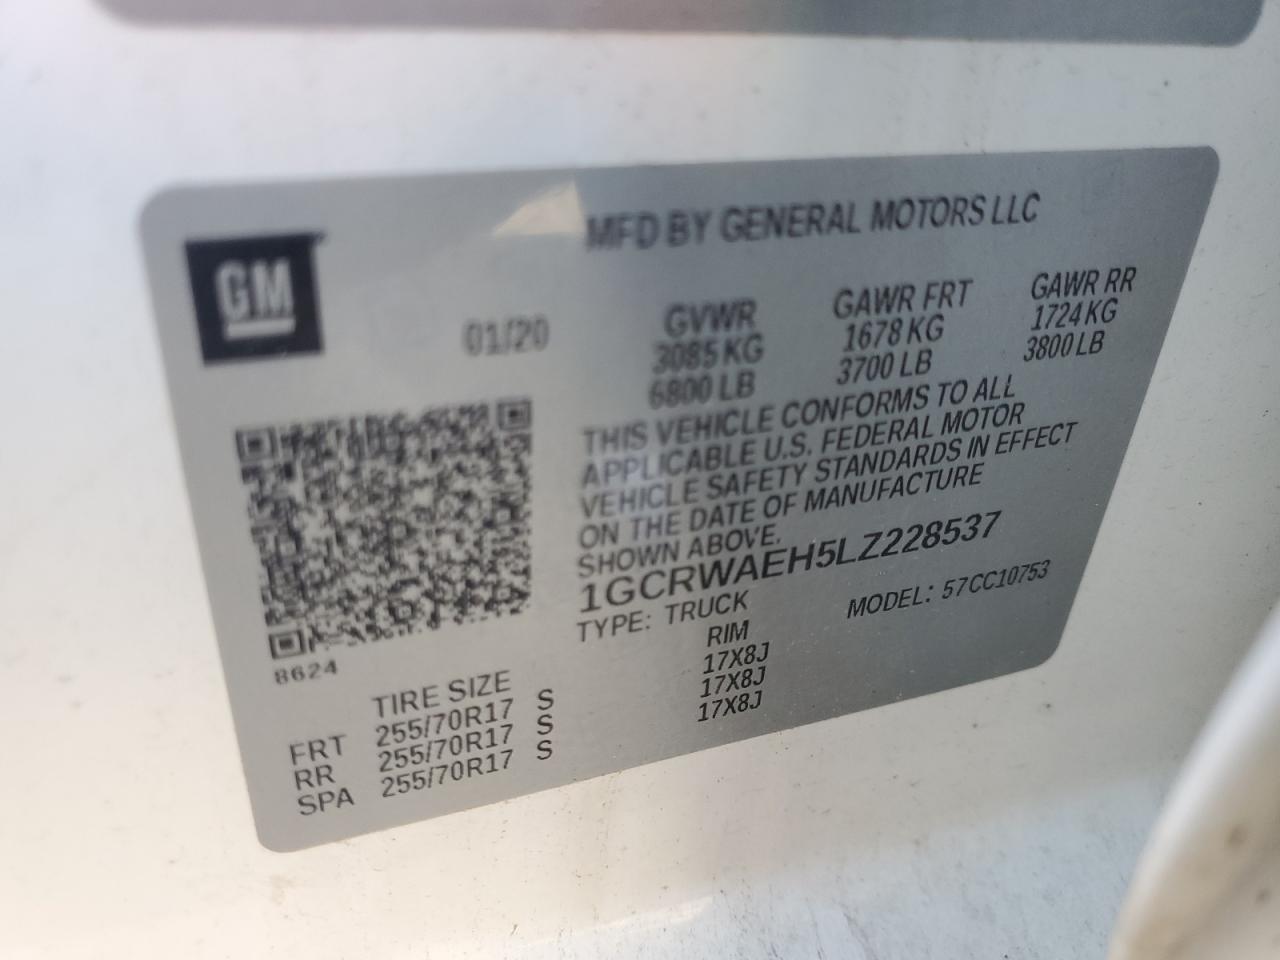 GM
MFD BY GENERAL MOTORS LLC
01/20
GVWR GAWR FRT GAWR RR
3085 KG 1678 KG 1724 KG
6800 LB 3700 LB 3800 LB
THIS VEHICLE CONFORMS TO ALL
APPLICABLE U.S. FEDERAL MOTOR
VEHICLE SAFETY STANDARDS IN EFFECT
ON THE DATE OF MANUFACTURE
SHOWN ABOVE.
1GCRWAEH5LZ228537
TYPE: TRUCK MODEL: 57CC10753
8624
TIRE SIZE RIM
FRT 255/70R17 S 17X8J
RR 255/70R17 S 17X8J
SPA 255/70R17 S 17X8J